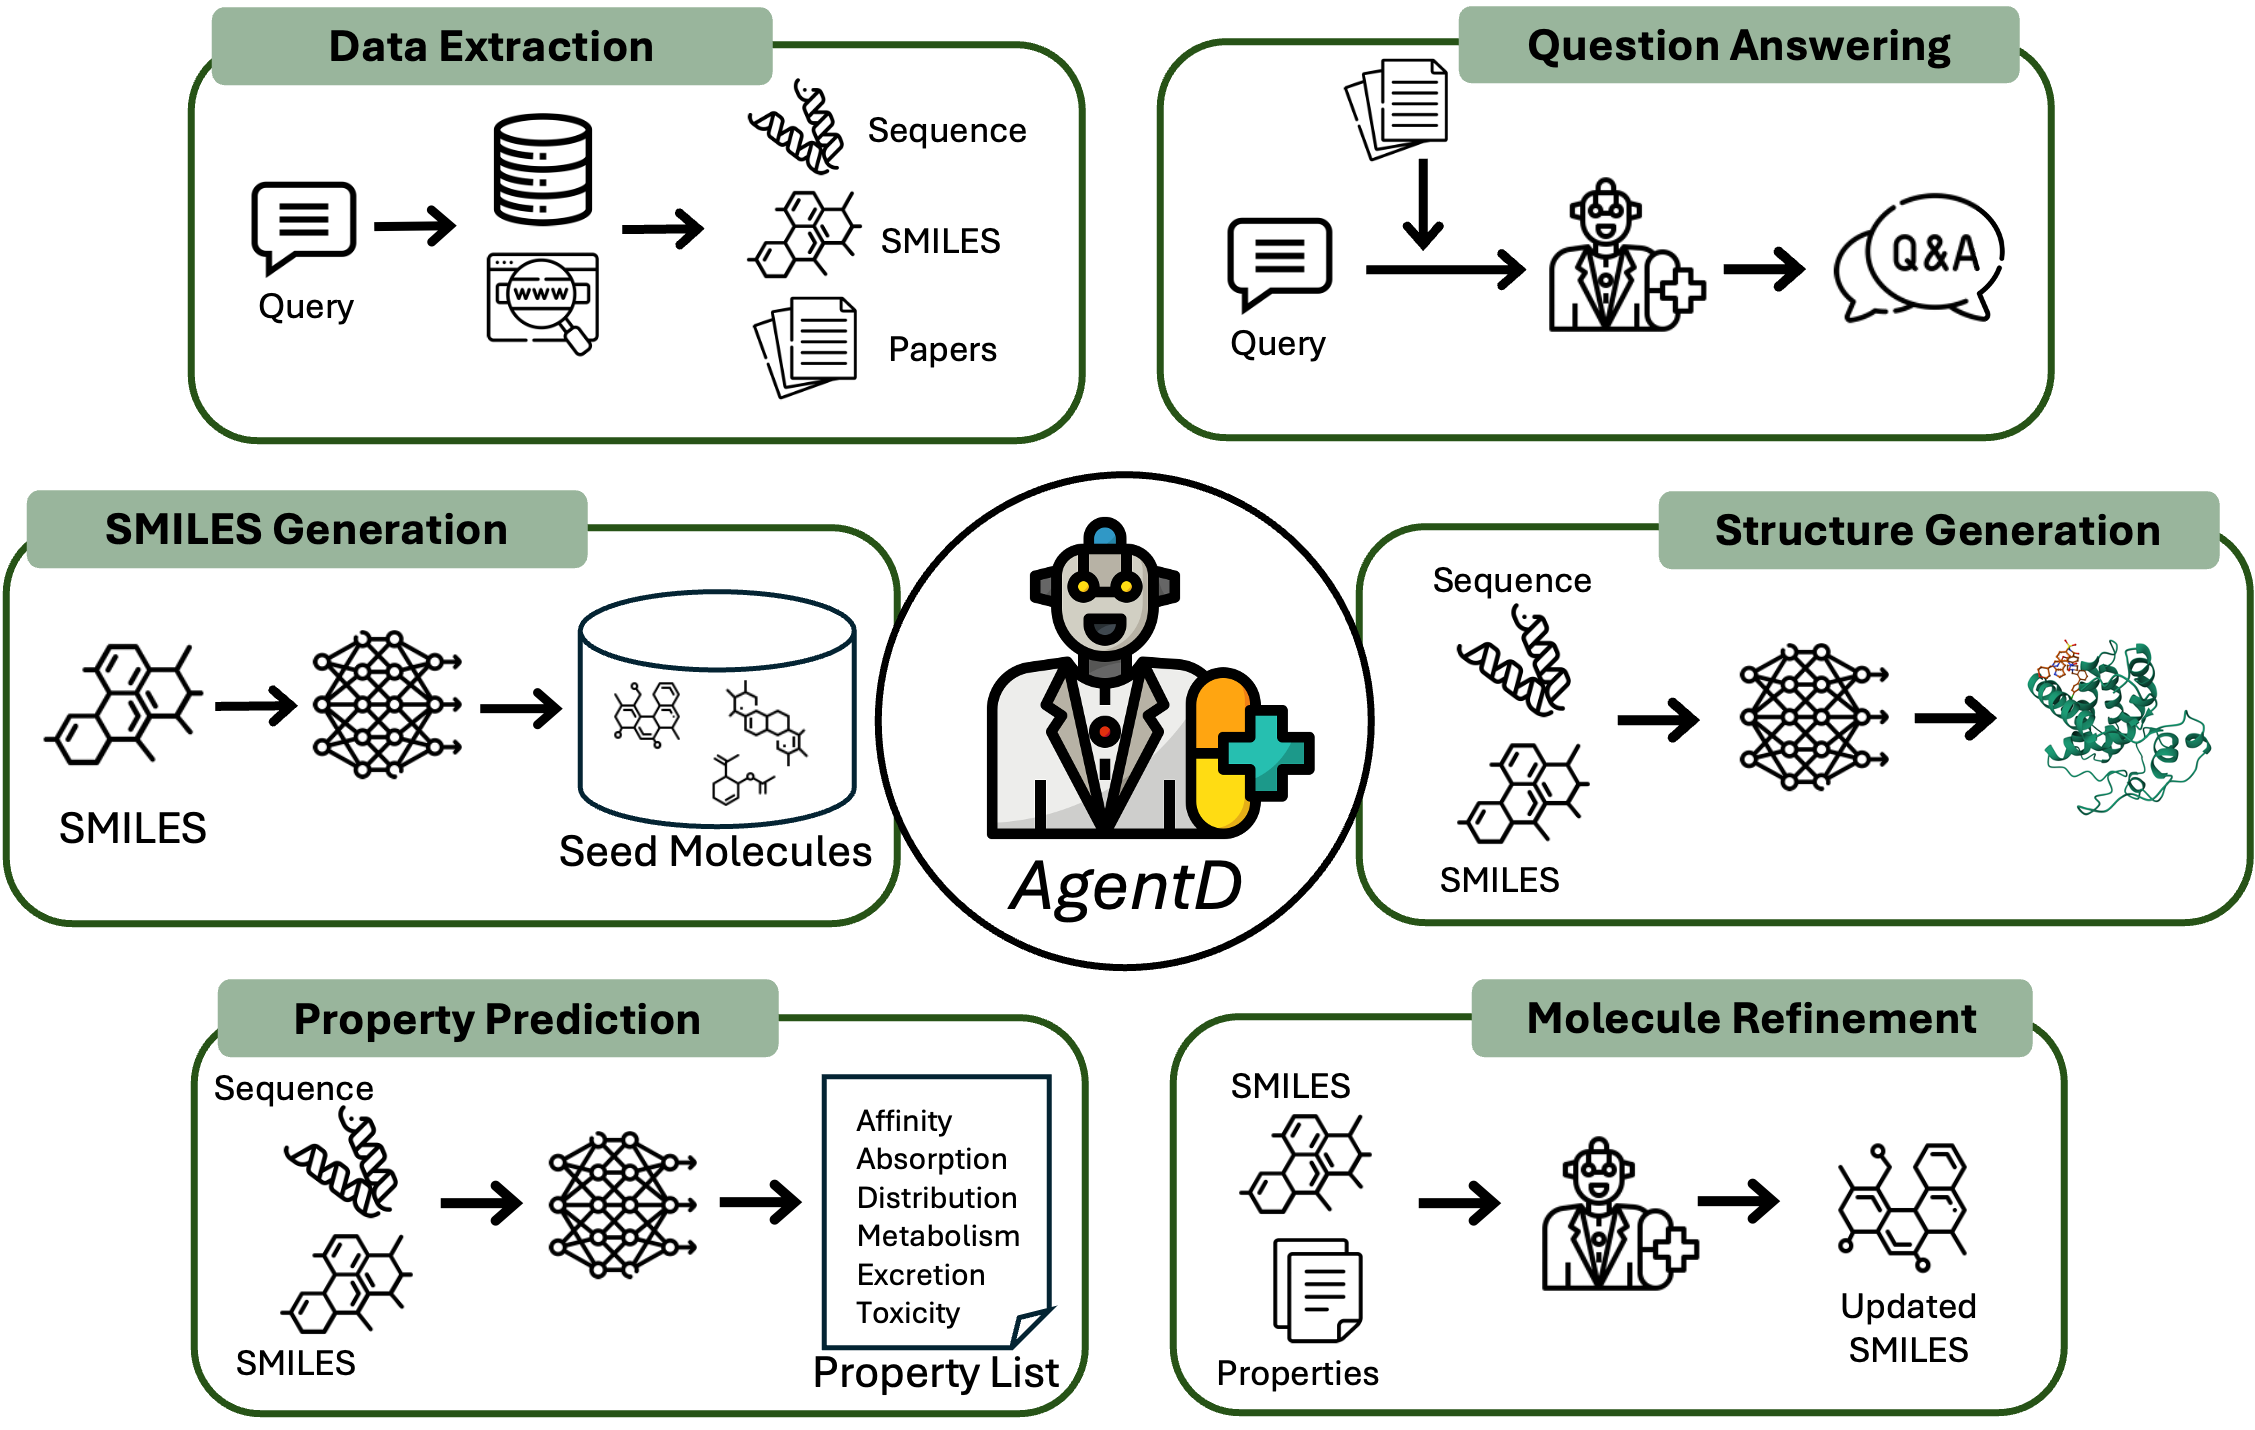 Data Extraction
Query
www
Sequence
SMILES
Papers
Question Answering
Query
Q&A
SMILES Generation
SMILES
Seed Molecules
AgentD
Structure Generation
Sequence
SMILES
Property Prediction
Sequence
SMILES
Affinity
Absorption
Distribution
Metabolism
Excretion
Toxicity
Property List
Molecule Refinement
SMILES
Properties
Updated
SMILES